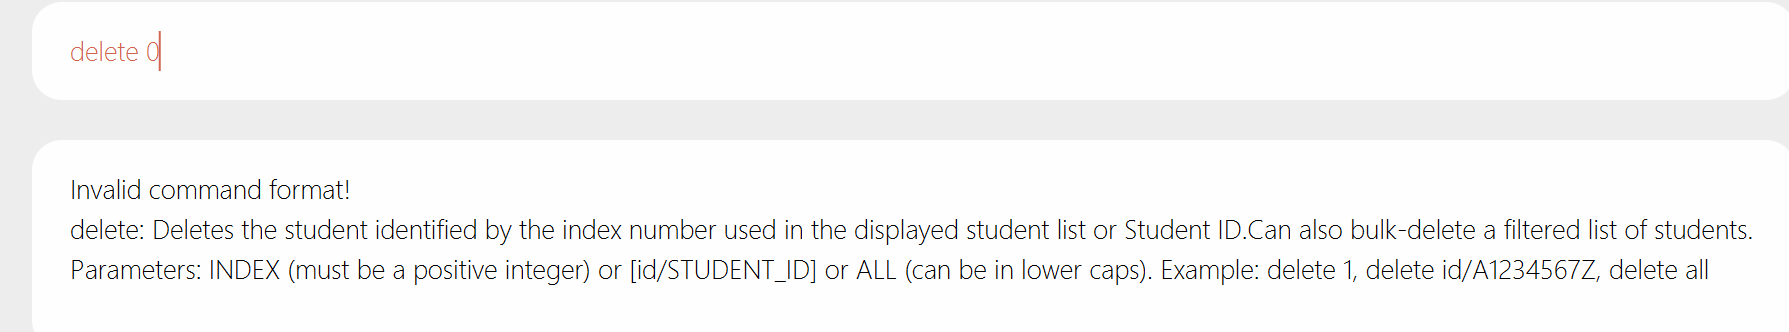 delete 0
Invalid command format!
delete: Deletes the student identified by the index number used in the displayed student list or Student ID.Can also bulk-delete a filtered list of students.
Parameters: INDEX (must be a positive integer) or [id/STUDENT_ID] or ALL (can be in lower caps). Example: delete 1, delete id/A1234567Z, delete all